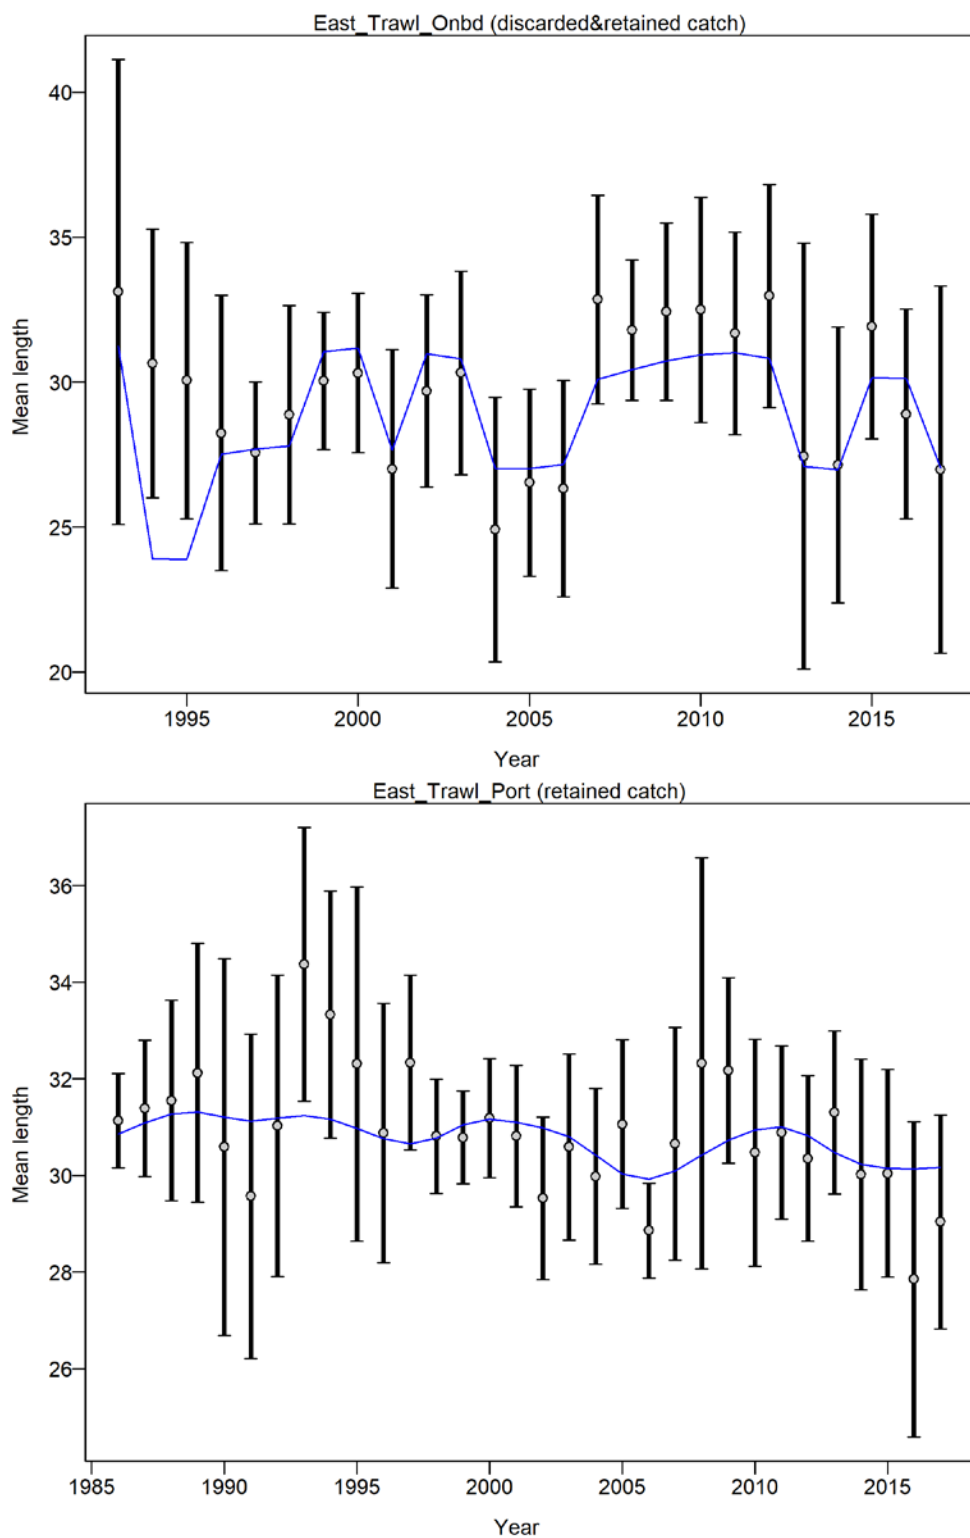 East_Trawl_Onbd (discarded&retained catch)
40
35
30
25
20
Mean length
1995 2000 2005 2010 2015
Year
East_Trawl_Port (retained catch)
36
34
32
30
28
26
Mean length
1985 1990 1995 2000 2005 2010 2015
Year